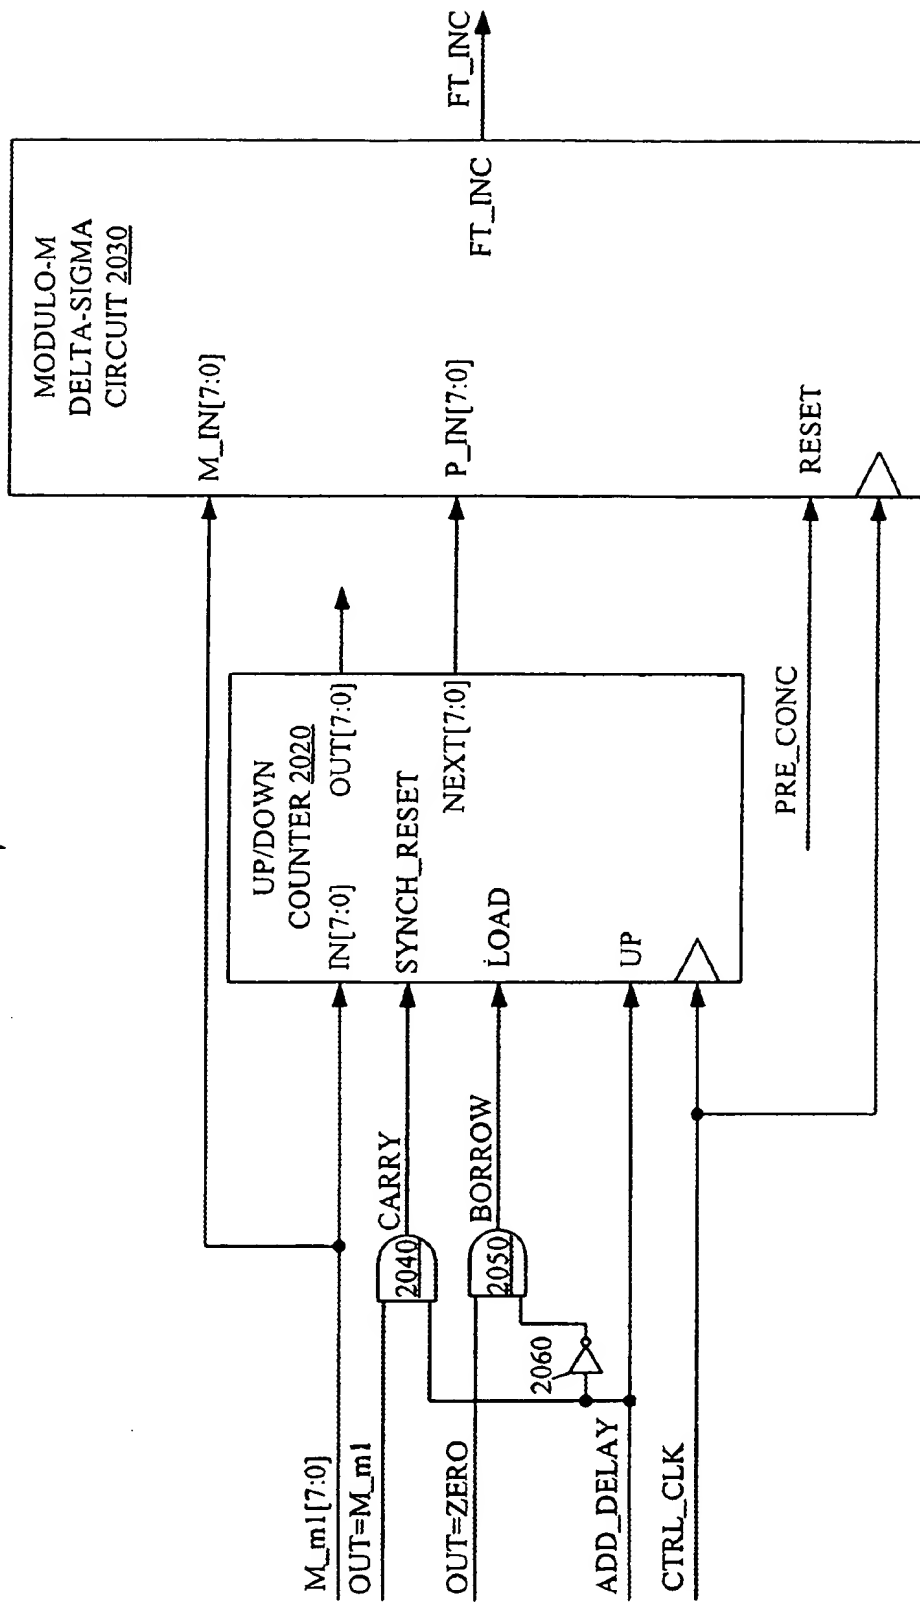 M_m1[7:0]
OUT=M_m1
OUT=ZERO
ADD_DELAY
CTRL_CLK
2040
CARRY
2050
BORROW
2060
UP/DOWN
COUNTER 2020
IN[7:0]
OUT[7:0]
SYNCH_RESET
NEXT[7:0]
LOAD
UP
PRE_CONC
MODULO-M
DELTA-SIGMA
CIRCUIT 2030
M_IN[7:0]
P_IN[7:0]
RESET
FT_INC
FT_INC